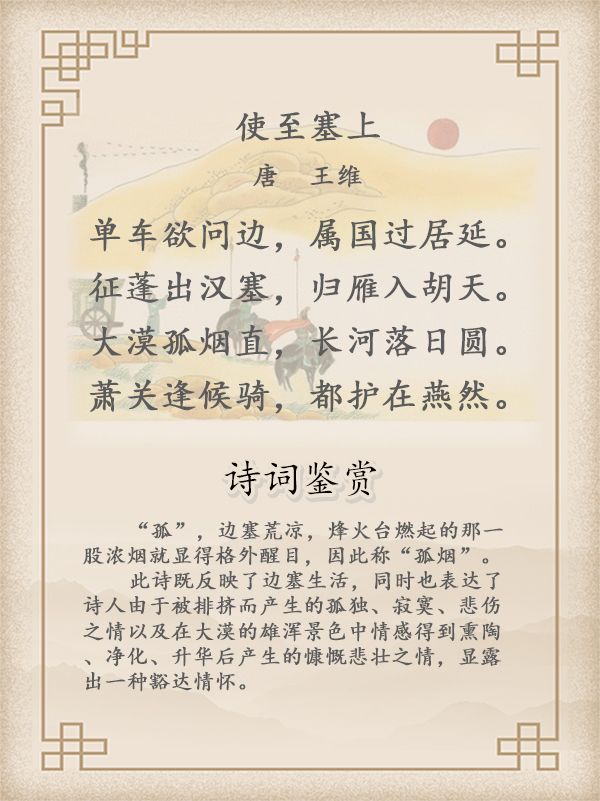 使至塞上
唐 王维
单车欲问边，属国过居延。
征蓬出汉塞，归雁入胡天。
大漠孤烟直，长河落日圆。
萧关逢候骑，都护在燕然。
诗词鉴赏
“孤”，边塞荒凉，烽火台燃起的那一
股浓烟就显得格外醒目，因此称“孤烟”。
此诗既反映了边塞生活，同时也表达了
诗人由于被排挤而产生的孤独、寂寞、悲伤
之情以及在大漠的雄浑景色中情感得到熏陶
、净化、升华后产生的慷慨悲壮之情，显露
出一种豁达情怀。